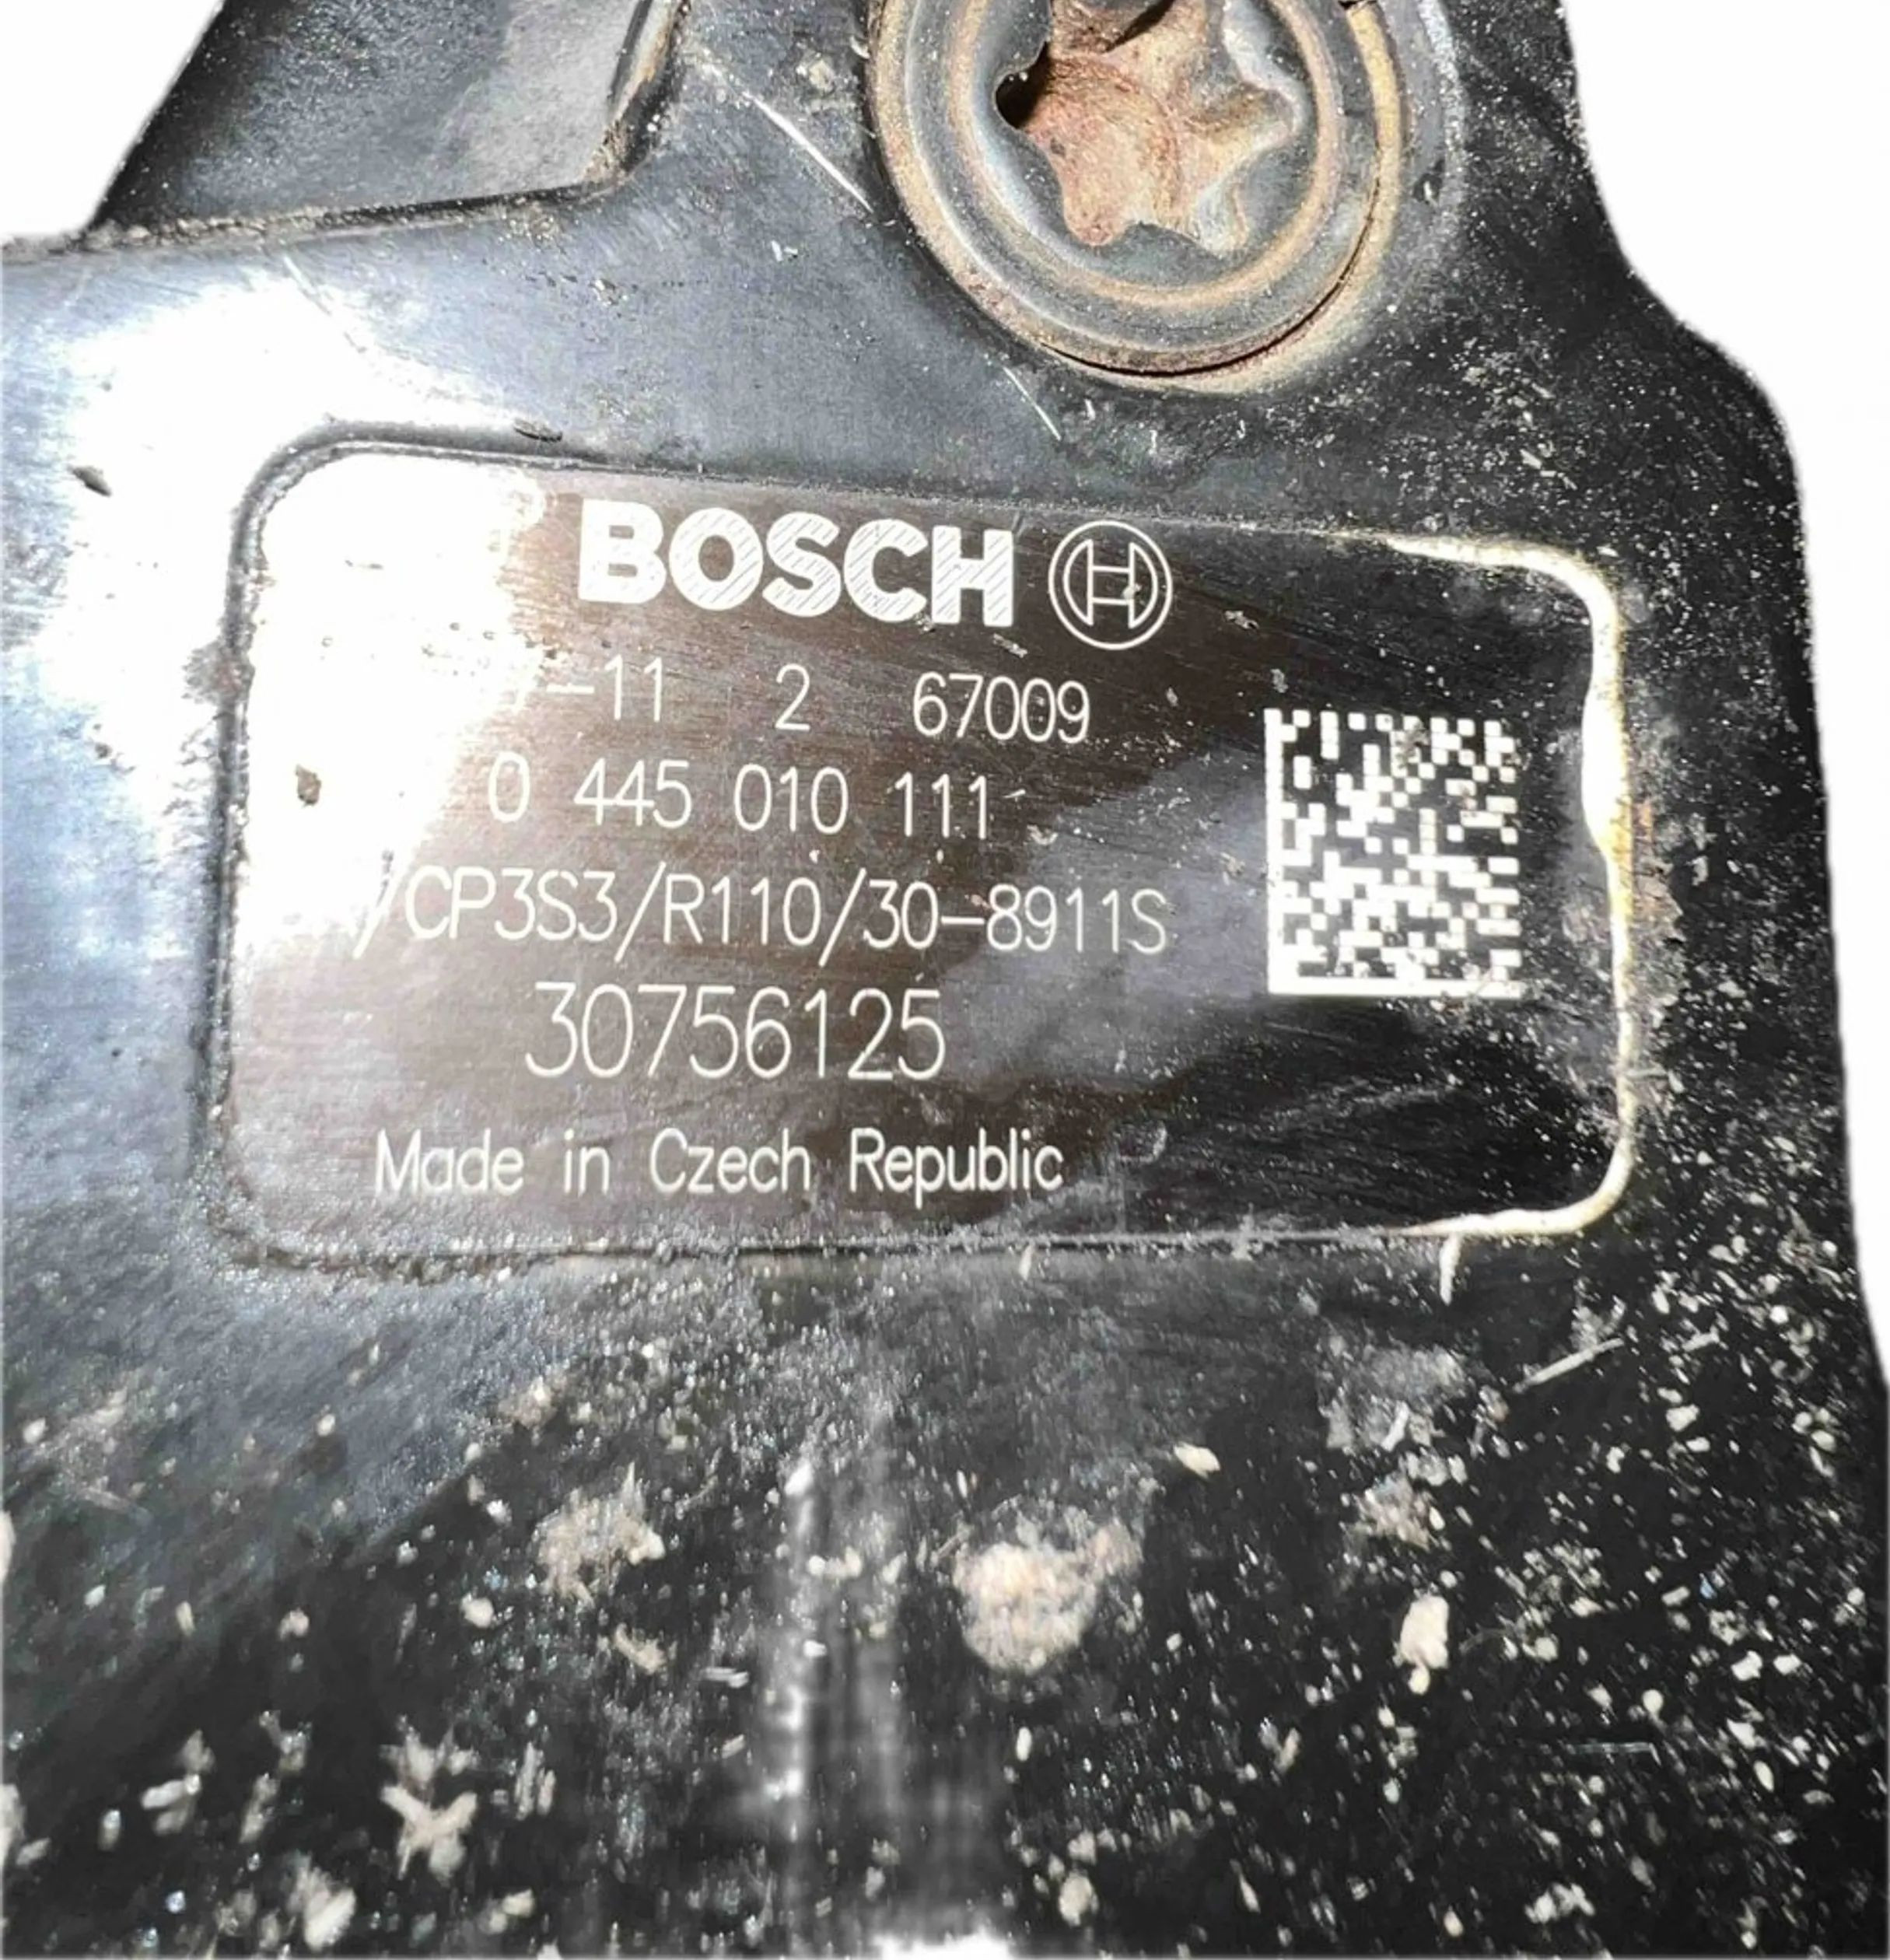 BOSCH
-11 2 67009
0 445 010 111
/CP3S3/R110/30-8911S
30756125
Made in Czech Republic